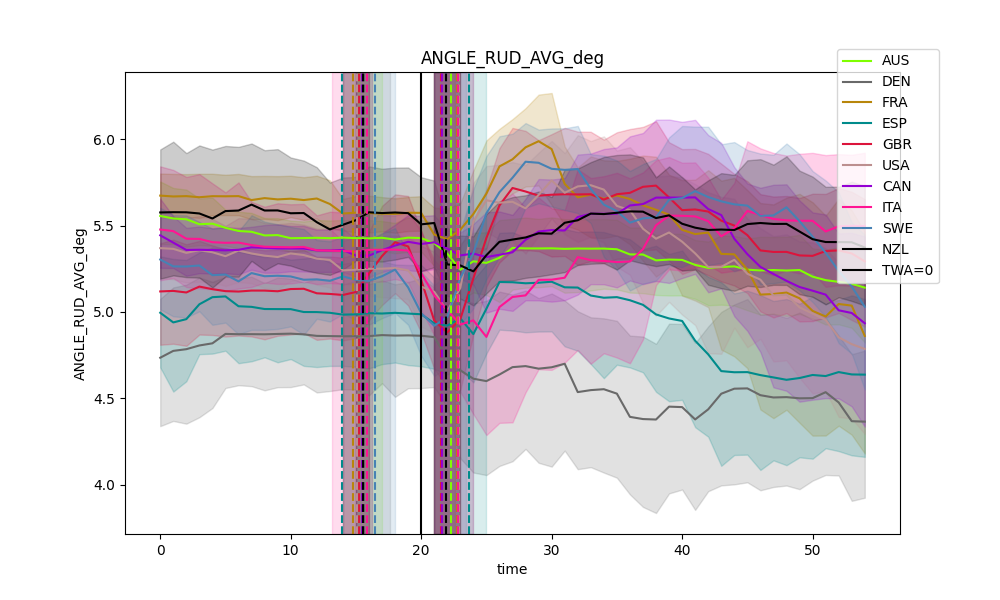 ANGLE_RUD_AVG_deg
AUS
DEN
FRA
ESP
GBR
USA
CAN
ITA
SWE
NZL
TWA=0
ANGLE_RUD_AVG_deg
6.0
5.5
5.0
4.5
4.0
0 10 20 30 40 50
time